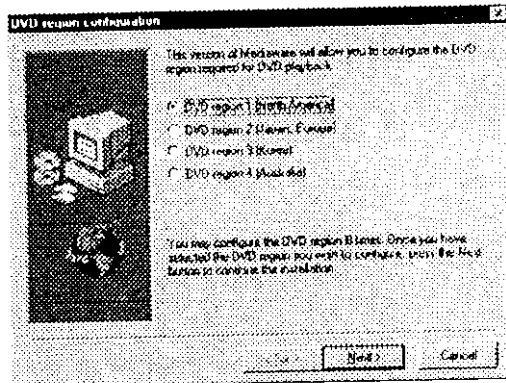 DVD region configuration
This version of Mediaware will allow you to configure the DVD
region required for DVD playback.
DVD region 1 (North America)
DVD region 2 (Japan, Europe)
DVD region 3 (Korea)
DVD region 4 (Australia)
You may configure the DVD region times. Once you have
selected the DVD region you wish to configure, press the Next
button to continue the installation.
Next >
Cancel